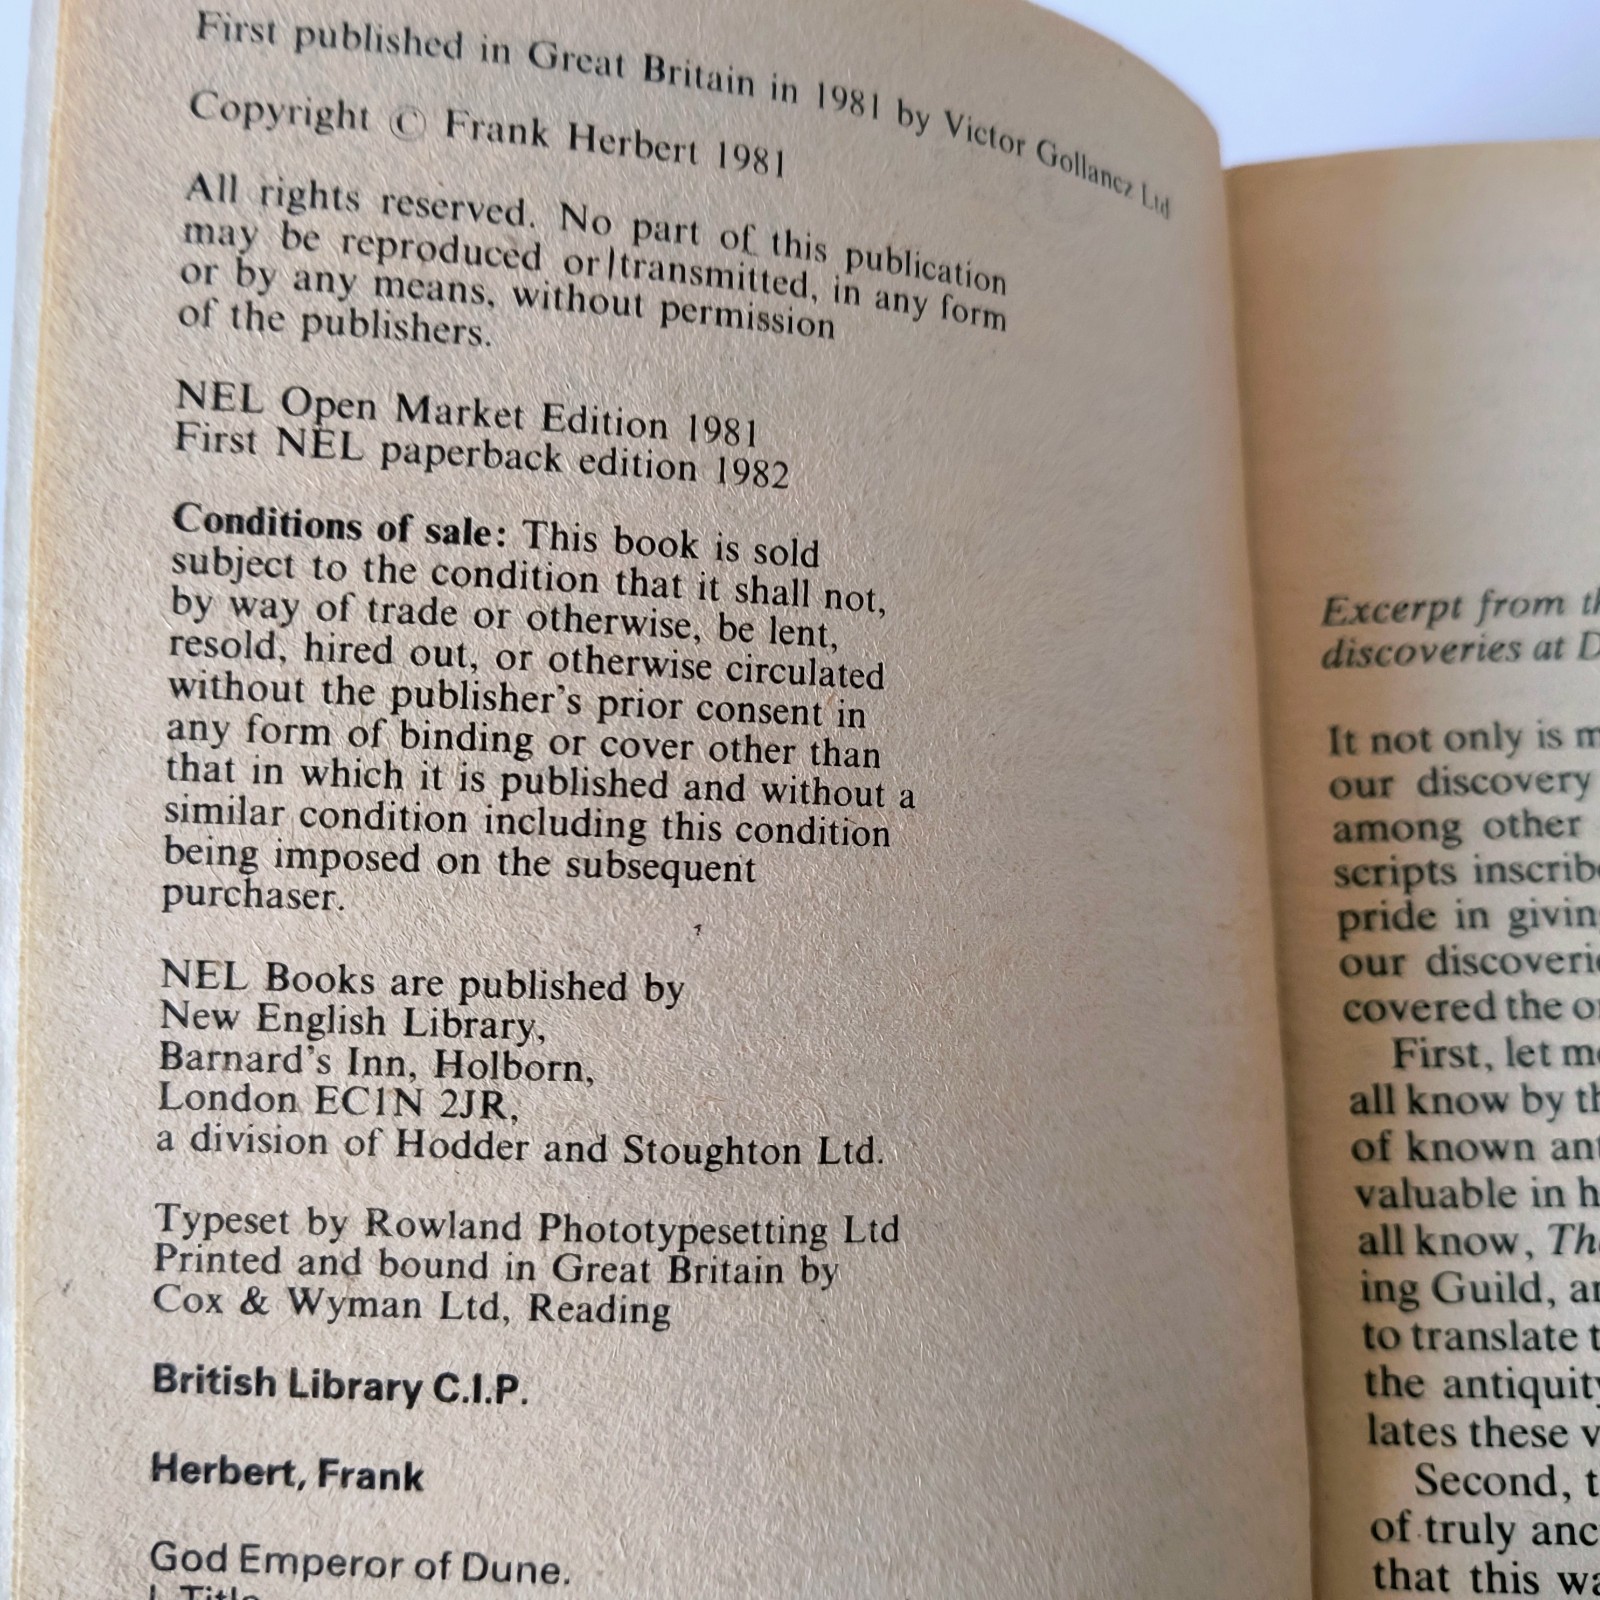 First published in Great Britain in 1981 by Victor Gollancz Ltd
Copyright © Frank Herbert 1981
All rights reserved. No part of this publication
may be reproduced or/transmitted, in any form
or by any means, without permission
of the publishers.
NEL Open Market Edition 1981
First NEL paperback edition 1982
Conditions of sale: This book is sold
subject to the condition that it shall not,
by way of trade or otherwise, be lent,
resold, hired out, or otherwise circulated
without the publisher's prior consent in
any form of binding or cover other than
that in which it is published and without a
similar condition including this condition
being imposed on the subsequent
purchaser.
NEL Books are published by
New English Library,
Barnard's Inn, Holborn,
London EC1N 2JR,
a division of Hodder and Stoughton Ltd.
Typeset by Rowland Phototypesetting Ltd
Printed and bound in Great Britain by
Cox & Wyman Ltd, Reading
British Library C.I.P.
Herbert, Frank
God Emperor of Dune.
I. Title
Excerpt from
discoveries at
It not only is
our discovery
among other
scripts
pride in
our
covered the
First, let
all know by
of known
valuable in
all know,
ing Guild,
to translate
the antiquity
lates these
Second,
of truly
that this